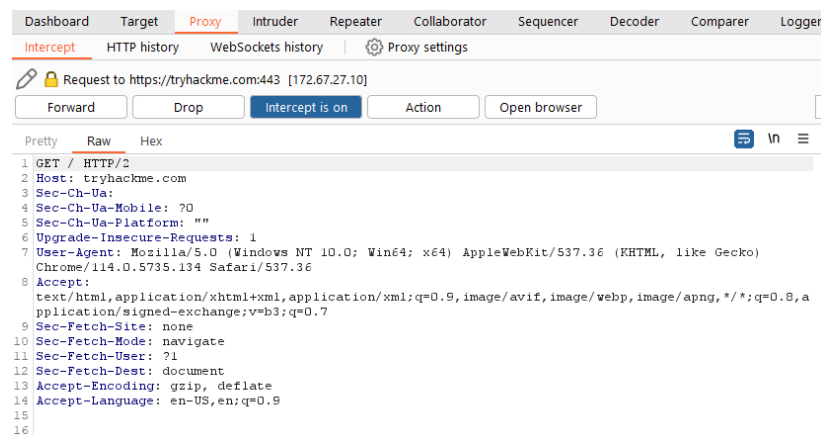 Dashboard Target Proxy Intruder Repeater Collaborator Sequencer Decoder Comparer Logger
Intercept HTTP history WebSockets history Proxy settings
Request to https://tryhackme.com:443 [172.67.27.10]
Forward Drop Intercept is on Action Open browser
Pretty Raw Hex \n
1 GET / HTTP/2
2 Host: tryhackme.com
3 Sec-Ch-Ua:
4 Sec-Ch-Ua-Mobile: ?0
5 Sec-Ch-Ua-Platform: ""
6 Upgrade-Insecure-Requests: 1
7 User-Agent: Mozilla/5.0 (Windows NT 10.0; Win64; x64) AppleWebKit/537.36 (KHTML, like Gecko)
Chrome/114.0.5735.134 Safari/537.36
8 Accept:
text/html,application/xhtml+xml,application/xml;q=0.9,image/avif,image/webp,image/apng,*/*;q=0.8,a
pplication/signed-exchange;v=b3;q=0.7
9 Sec-Fetch-Site: none
10 Sec-Fetch-Mode: navigate
11 Sec-Fetch-User: ?1
12 Sec-Fetch-Dest: document
13 Accept-Encoding: gzip, deflate
14 Accept-Language: en-US,en;q=0.9
15
16